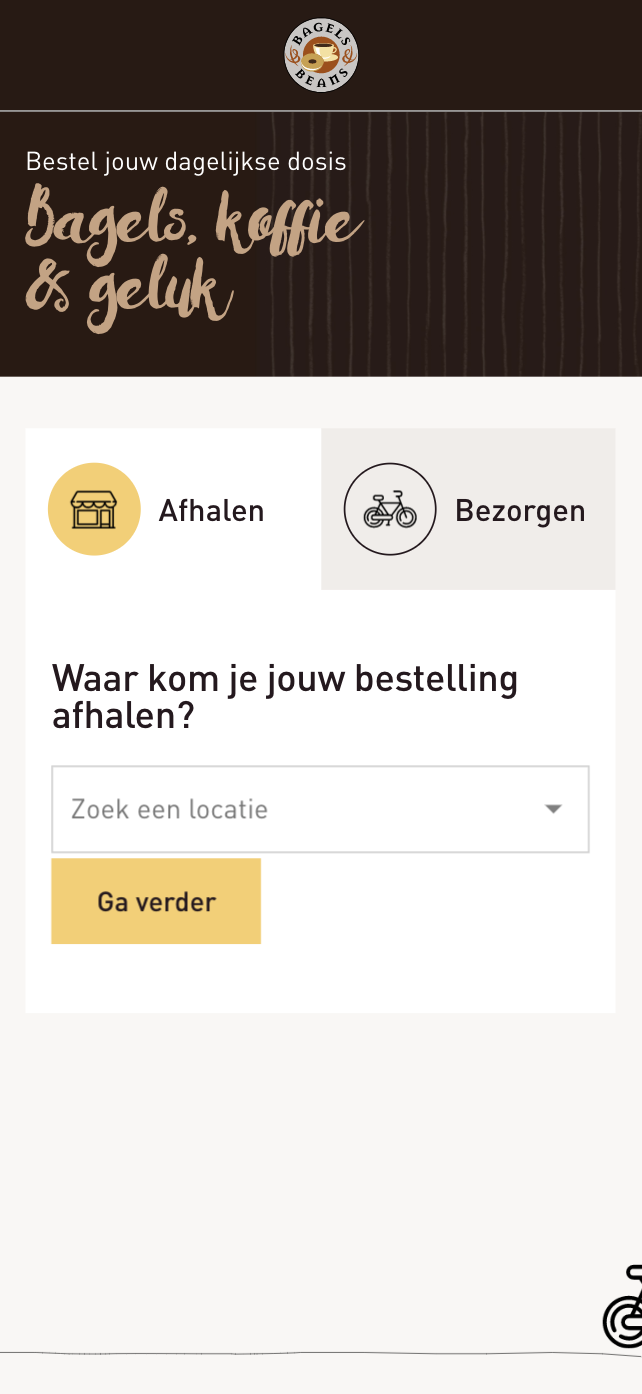 BAGELS
& BEANS &
Bestel jouw dagelijkse dosis
Bagels, koffie
& geluk
Afhalen
Bezorgen
Waar kom je jouw bestelling
afhalen?
Zoek een locatie
Ga verder